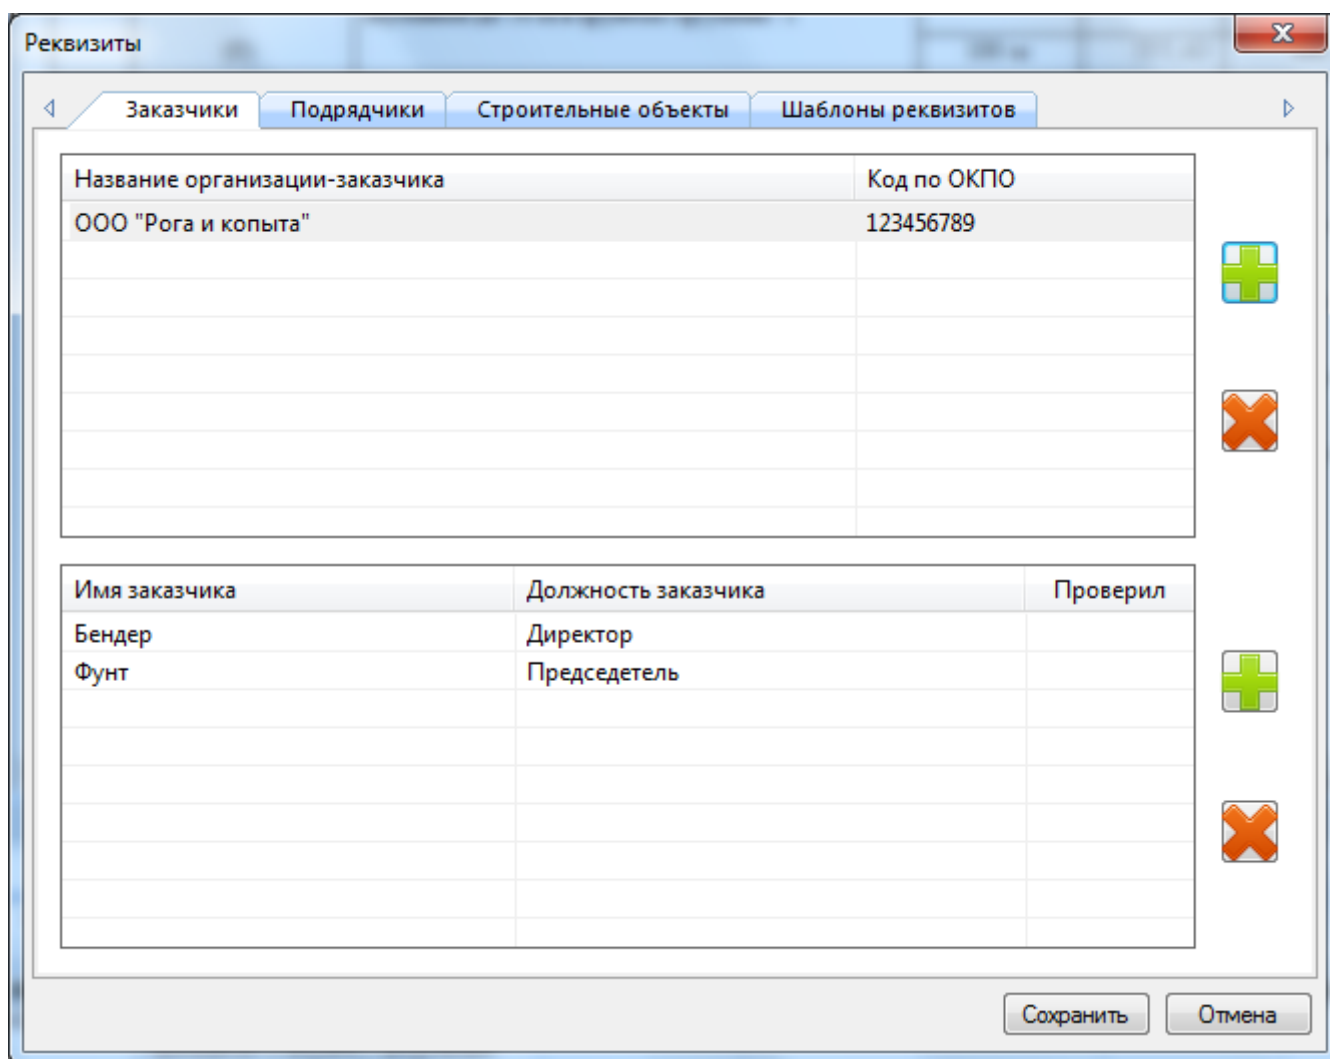 Реквизиты
Заказчики Подрядчики Строительные объекты Шаблоны реквизитов
Название организации-заказчика Код по ОКПО
ООО "Рога и копыта" 123456789
Имя заказчика Должность заказчика Проверил
Бендер Директор
Фунт Председетель
Сохранить Отмена